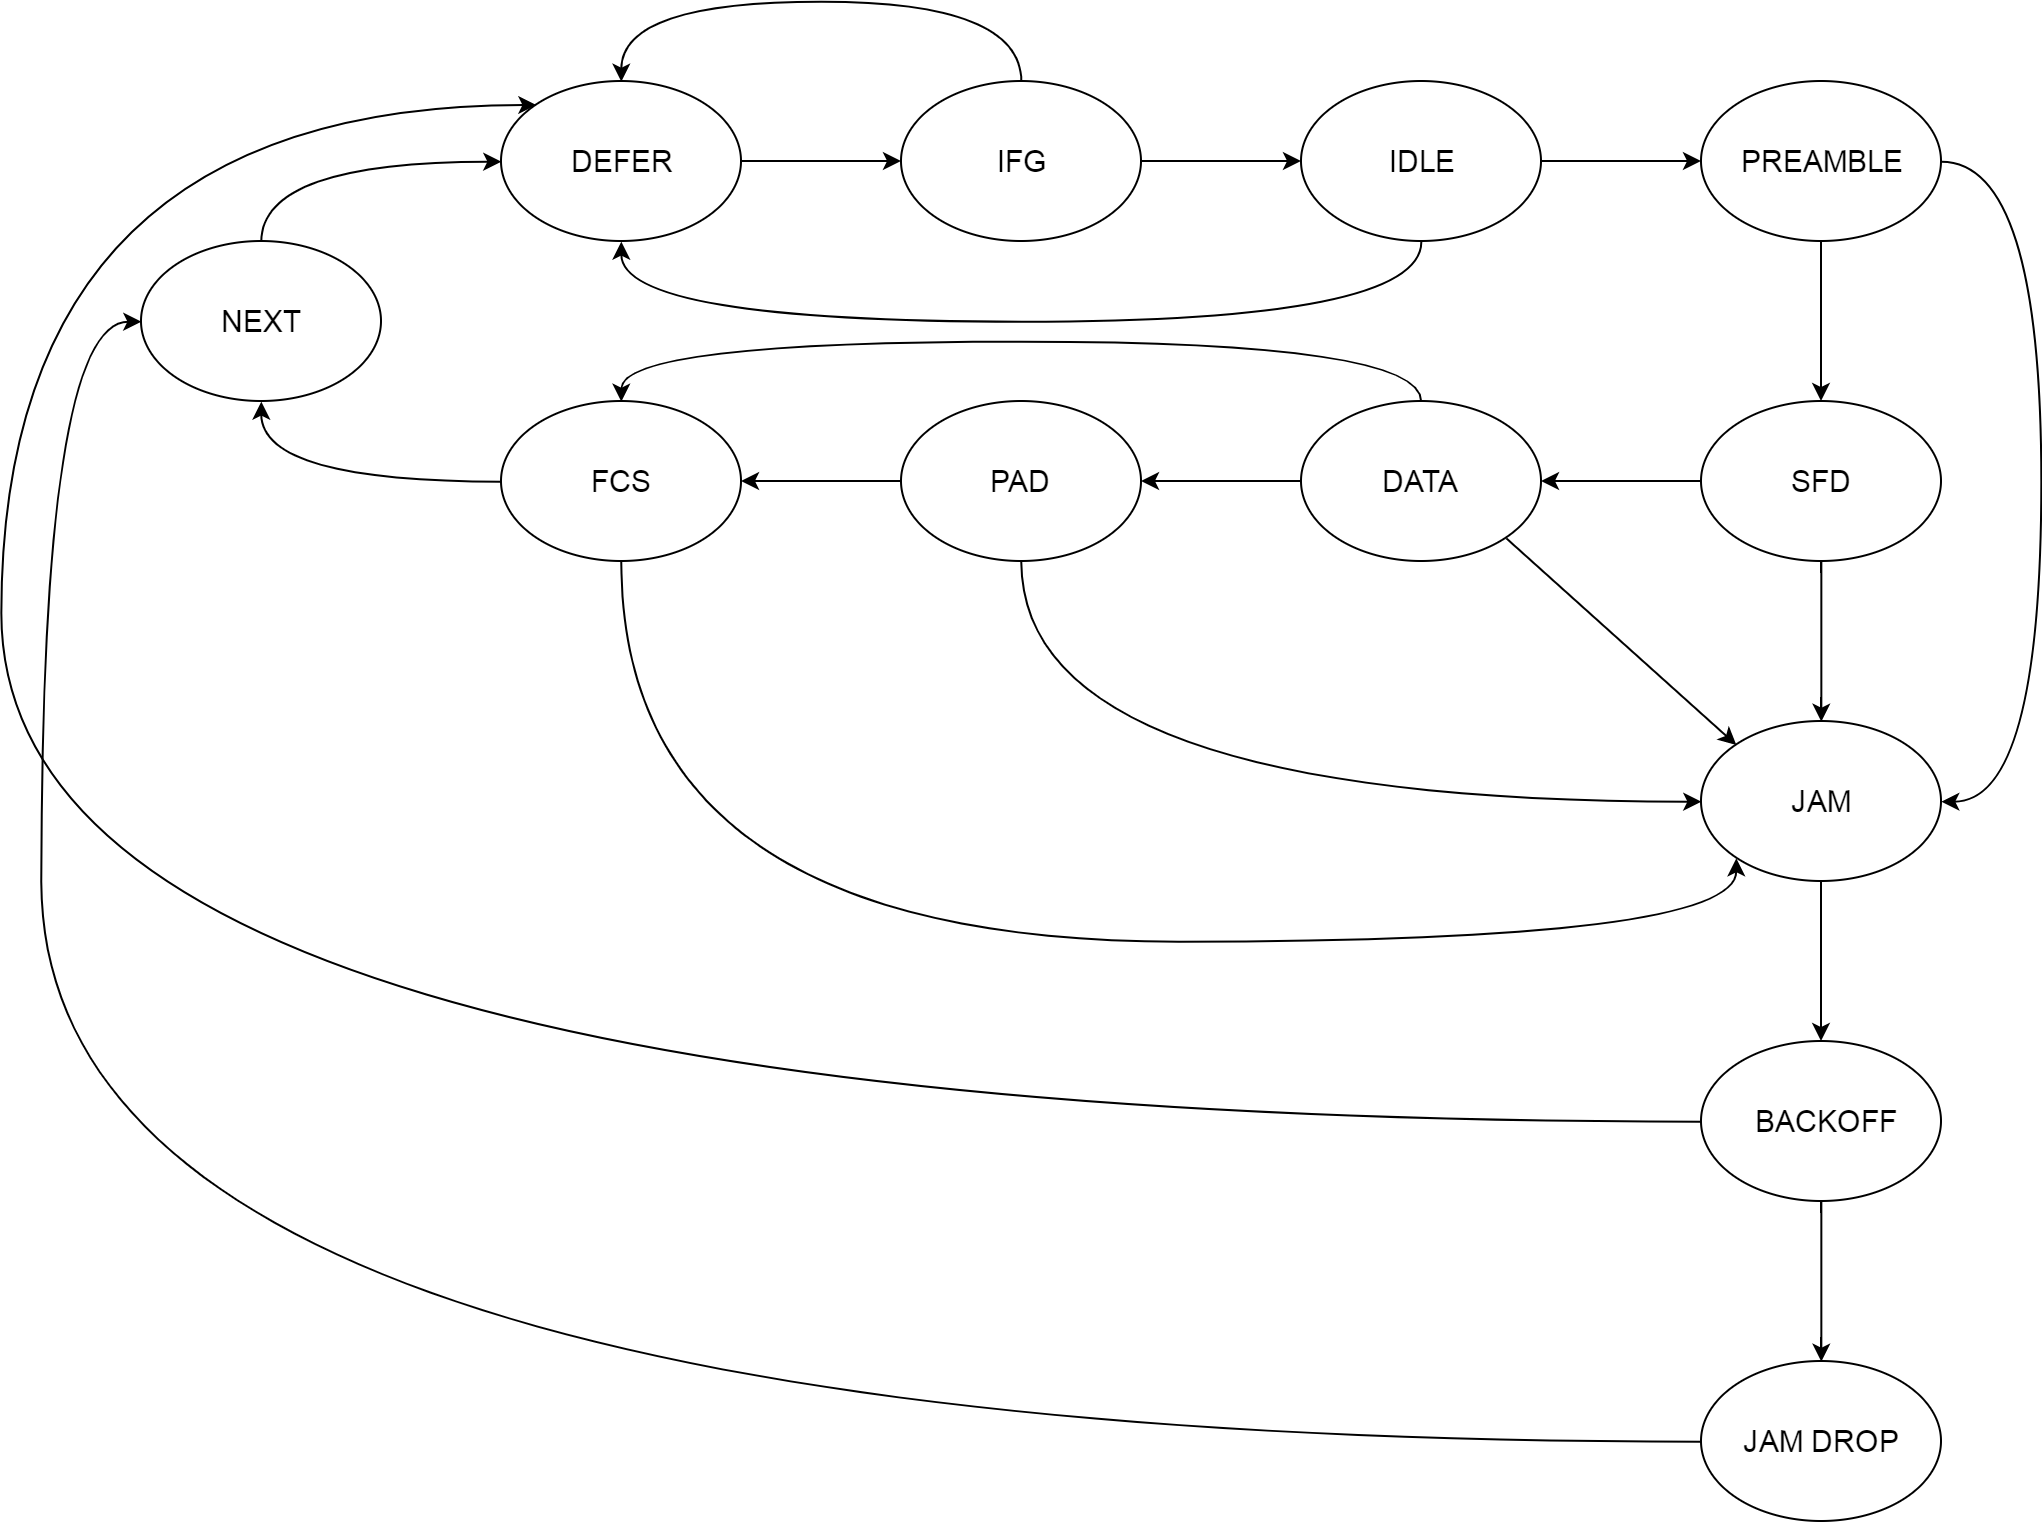 DEFER
IFG
IDLE
PREAMBLE
NEXT
FCS
PAD
DATA
SFD
JAM
BACKOFF
JAM DROP